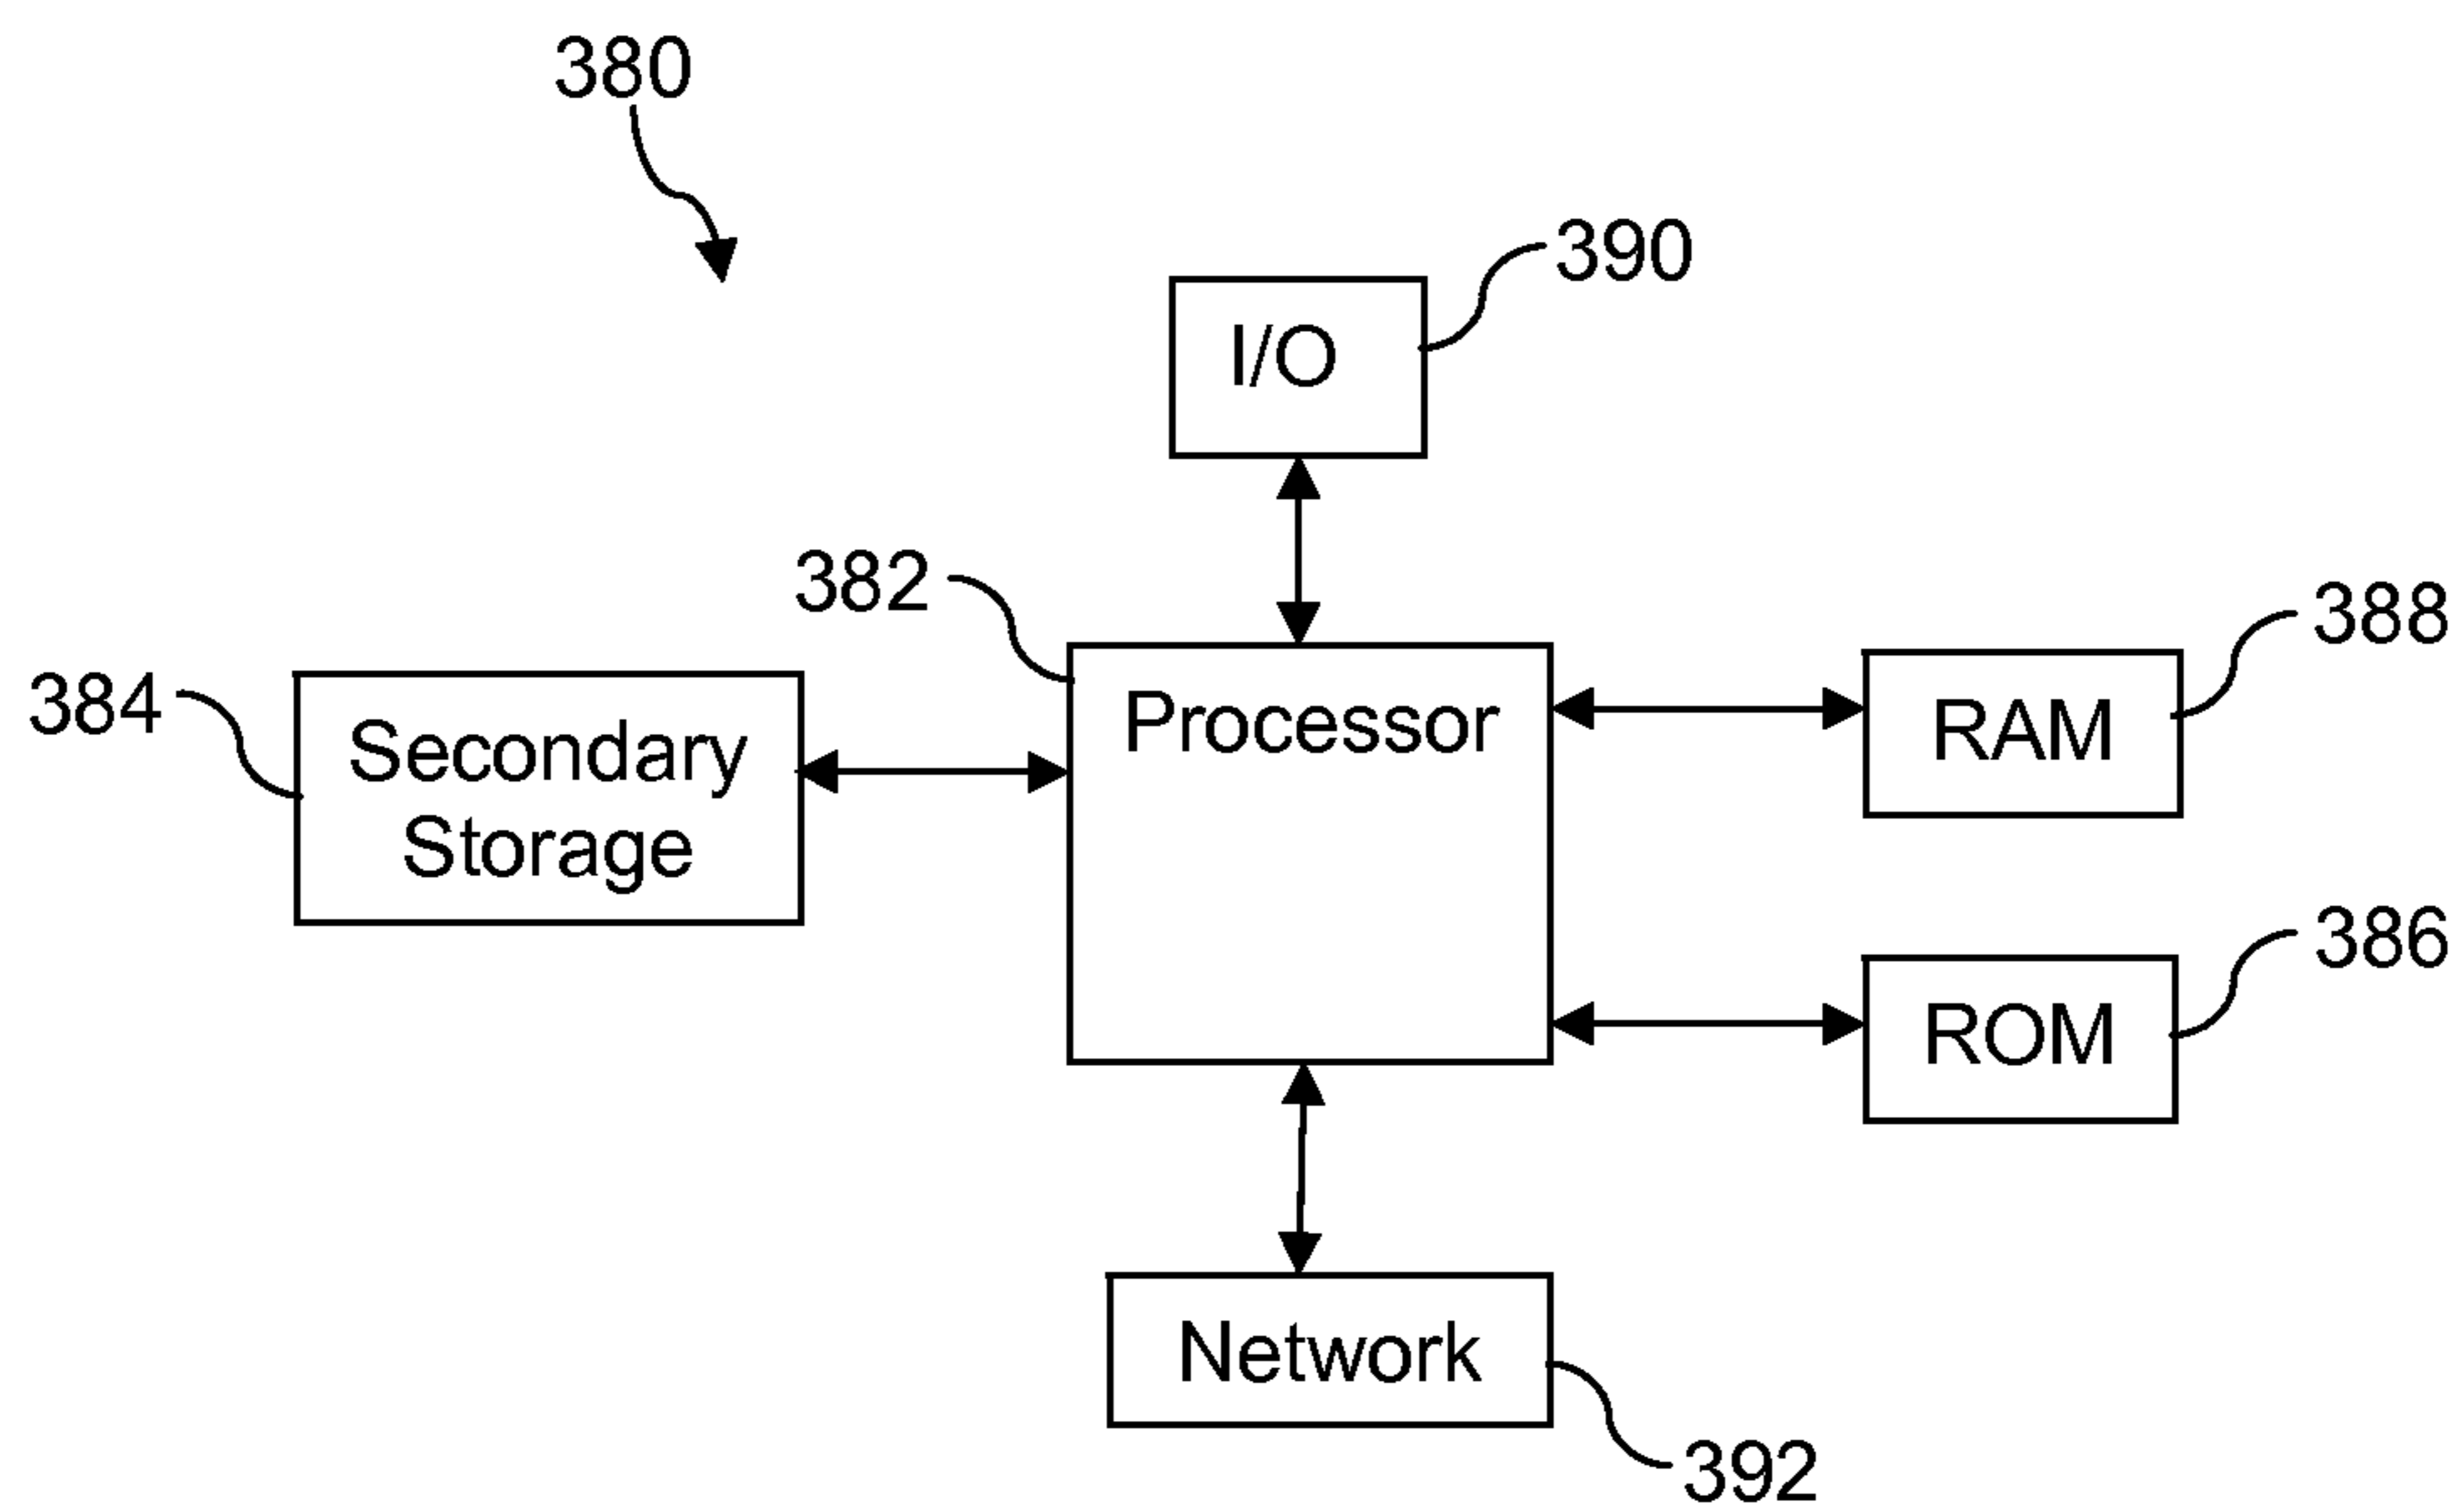 380
390
I/O
382
388
384
Processor
RAM
Secondary
Storage
386
ROM
Network
392